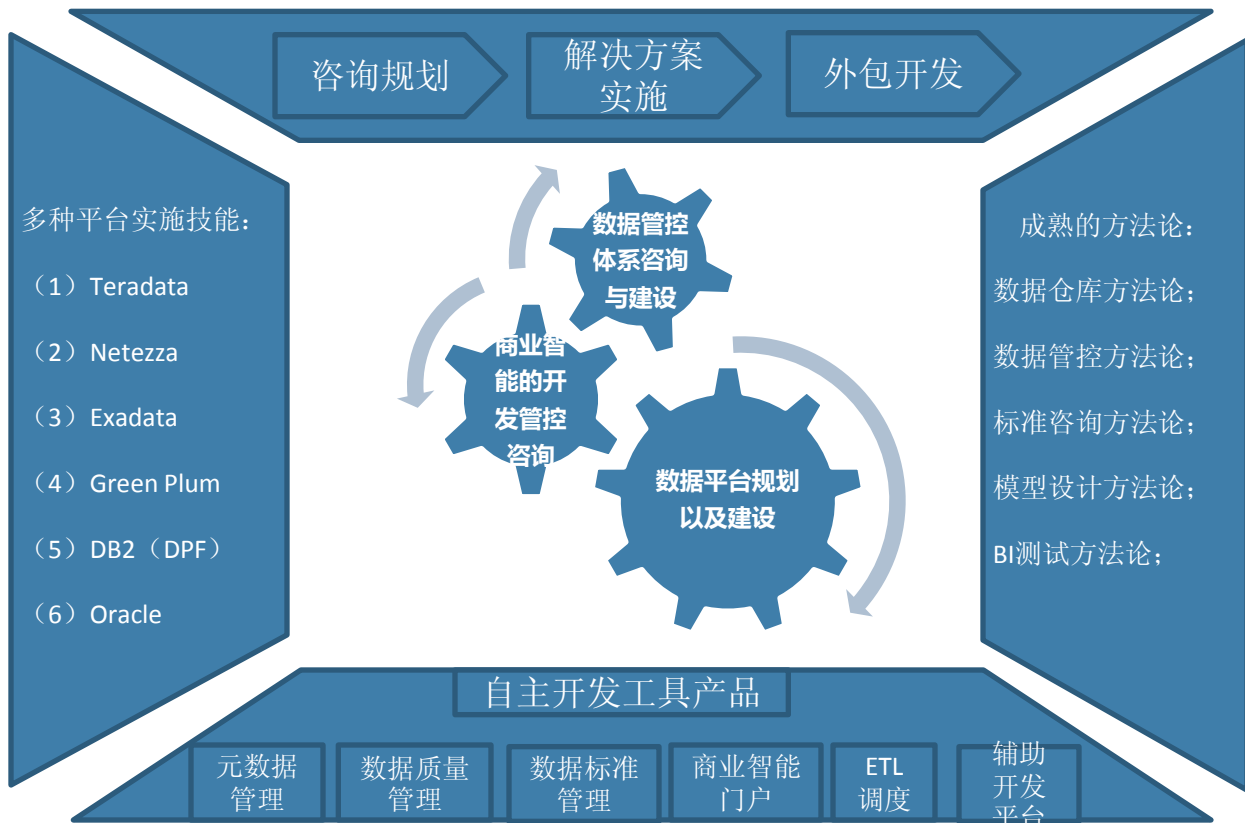 咨询规划
解决方案
实施
外包开发
多种平台实施技能：
（1）Teradata
（2）Netezza
（3）Exadata
（4）Green Plum
（5）DB2（DPF）
（6）Oracle
数据管控
体系咨询
与建设
商业智
能的开
发管控
咨询
数据平台规划
以及建设
成熟的方法论：
数据仓库方法论；
数据管控方法论；
标准咨询方法论；
模型设计方法论；
BI测试方法论；
自主开发工具产品
元数据
管理
数据质量
管理
数据标准
管理
商业智能
门户
ETL
调度
辅助
开发
平台